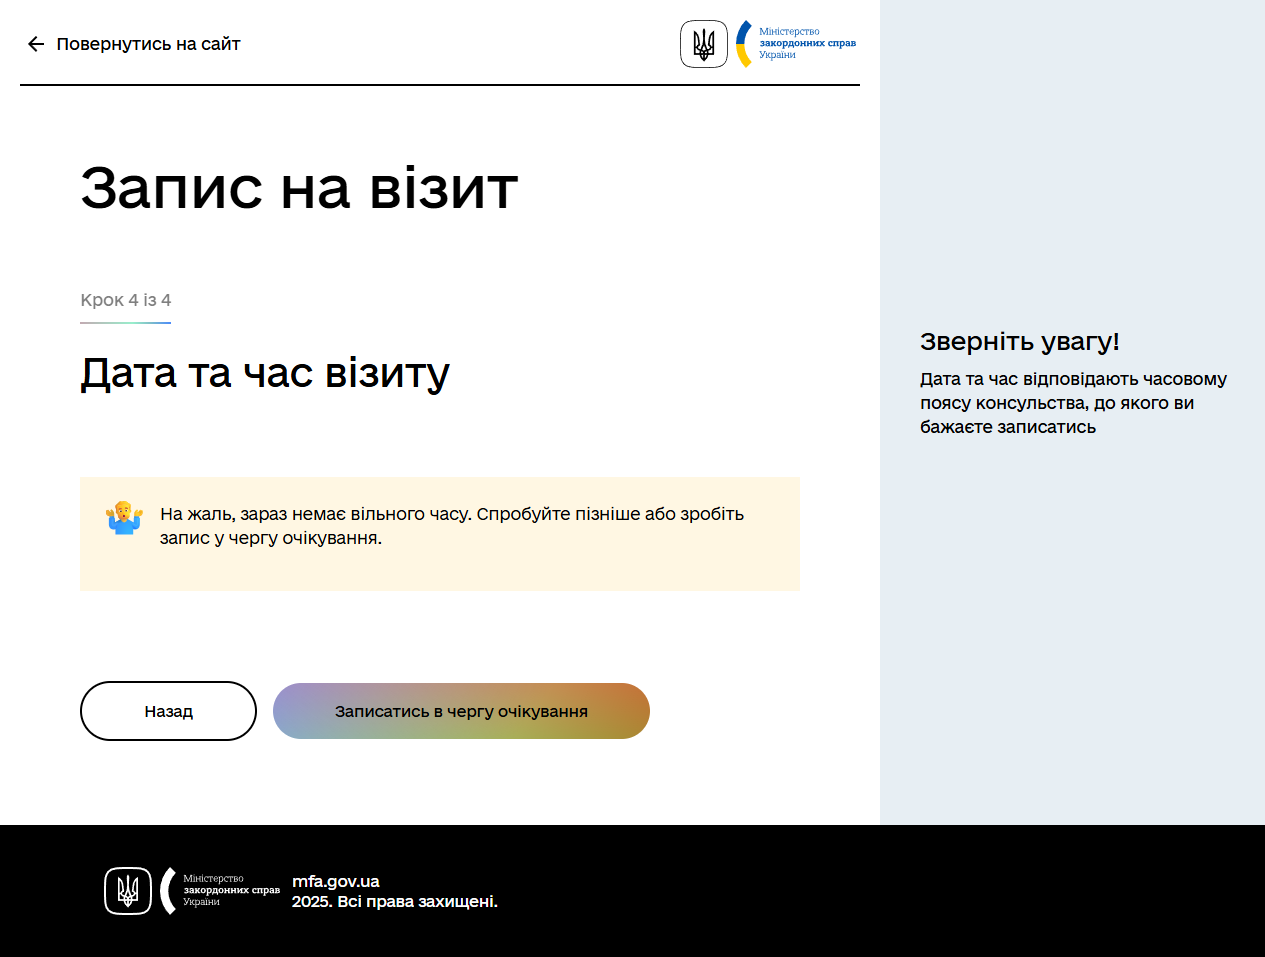 Повернутись на сайт
Міністерство
закордонних справ
України
Запис на візит
Крок 4 із 4
Дата та час візиту
На жаль, зараз немає вільного часу. Спробуйте пізніше або зробіть
запис у чергу очікування.
Назад
Записатись в чергу очікування
Зверніть увагу!
Дата та час відповідають часовому
поясу консульства, до якого ви
бажаєте записатись
Міністерство
закордонних справ
України
mfa.gov.ua
2025. Всі права захищені.